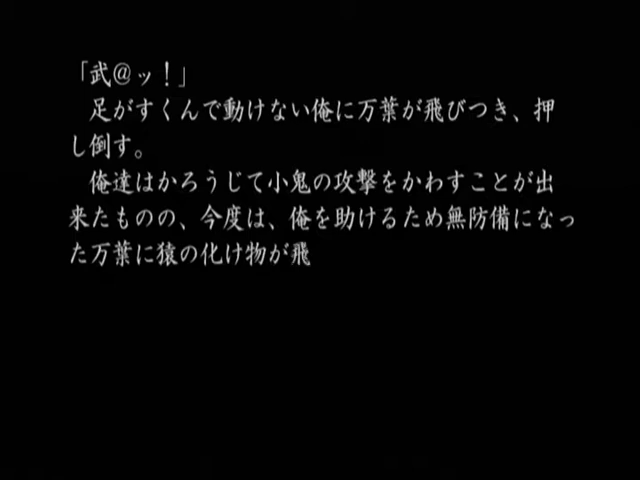 「武@ッ！」
　足がすくんで動けない俺に万葉が飛びつき、押
し倒す。
　俺達はかろうじて小鬼の攻撃をかわすことが出
来たものの、今度は、俺を助けるため無防備になっ
た万葉に猿の化け物が飛